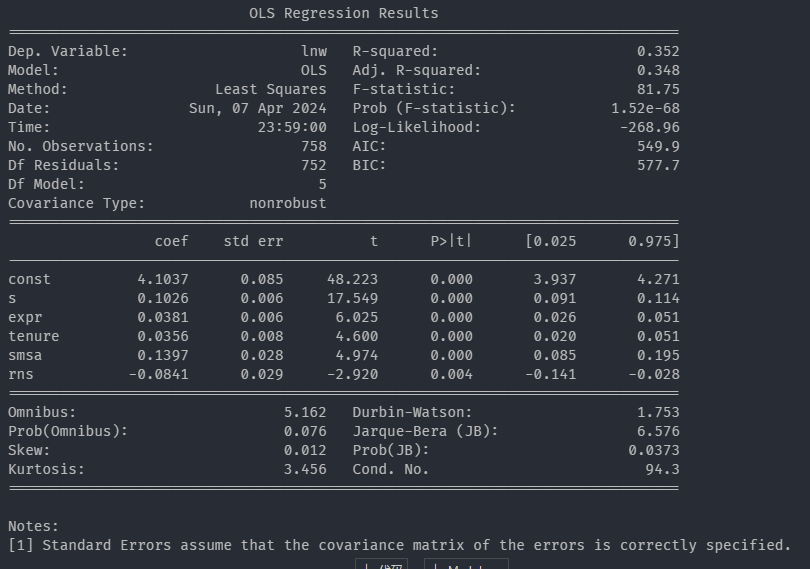 OLS Regression Results
Dep. Variable: lnw R-squared: 0.352
Model: OLS Adj. R-squared: 0.348
Method: Least Squares F-statistic: 81.75
Date: Sun, 07 Apr 2024 Prob (F-statistic): 1.52e-68
Time: 23:59:00 Log-Likelihood: -268.96
No. Observations: 758 AIC: 549.9
Df Residuals: 752 BIC: 577.7
Df Model: 5
Covariance Type: nonrobust
coef std err t P>|t| [0.025 0.975]
const 4.1037 0.085 48.223 0.000 3.937 4.271
s 0.1026 0.006 17.549 0.000 0.091 0.114
expr 0.0381 0.006 6.025 0.000 0.026 0.051
tenure 0.0356 0.008 4.600 0.000 0.020 0.051
smsa 0.1397 0.028 4.974 0.000 0.085 0.195
rns -0.0841 0.029 -2.920 0.004 -0.141 -0.028
Omnibus: 5.162 Durbin-Watson: 1.753
Prob(Omnibus): 0.076 Jarque-Bera (JB): 6.576
Skew: 0.012 Prob(JB): 0.0373
Kurtosis: 3.456 Cond. No. 94.3
Notes:
[1] Standard Errors assume that the covariance matrix of the errors is correctly specified.